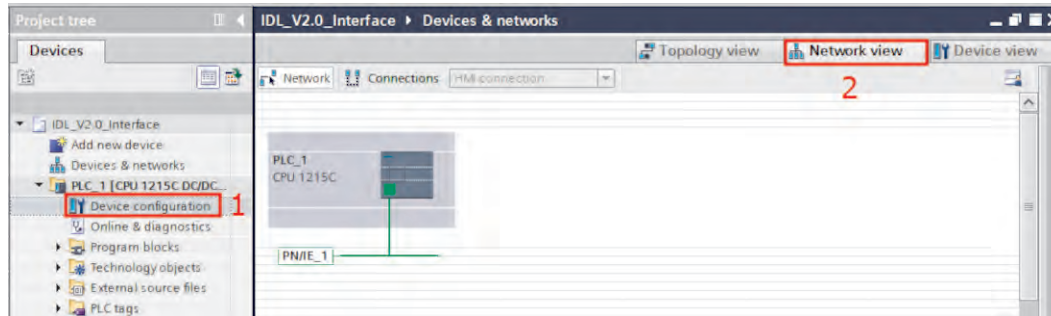 Project tree
IDL_V2.0_Interface ▸ Devices & networks
Devices
Topology view
Network view
Device view
2
Network
Connections
HMI connection
IDL_V2.0_Interface
Add new device
Devices & networks
PLC_1 [CPU 1215C DC/DC...
Device configuration
1
Online & diagnostics
Program blocks
Technology objects
External source files
PLC tags
PLC_1
CPU 1215C
PN/IE_1